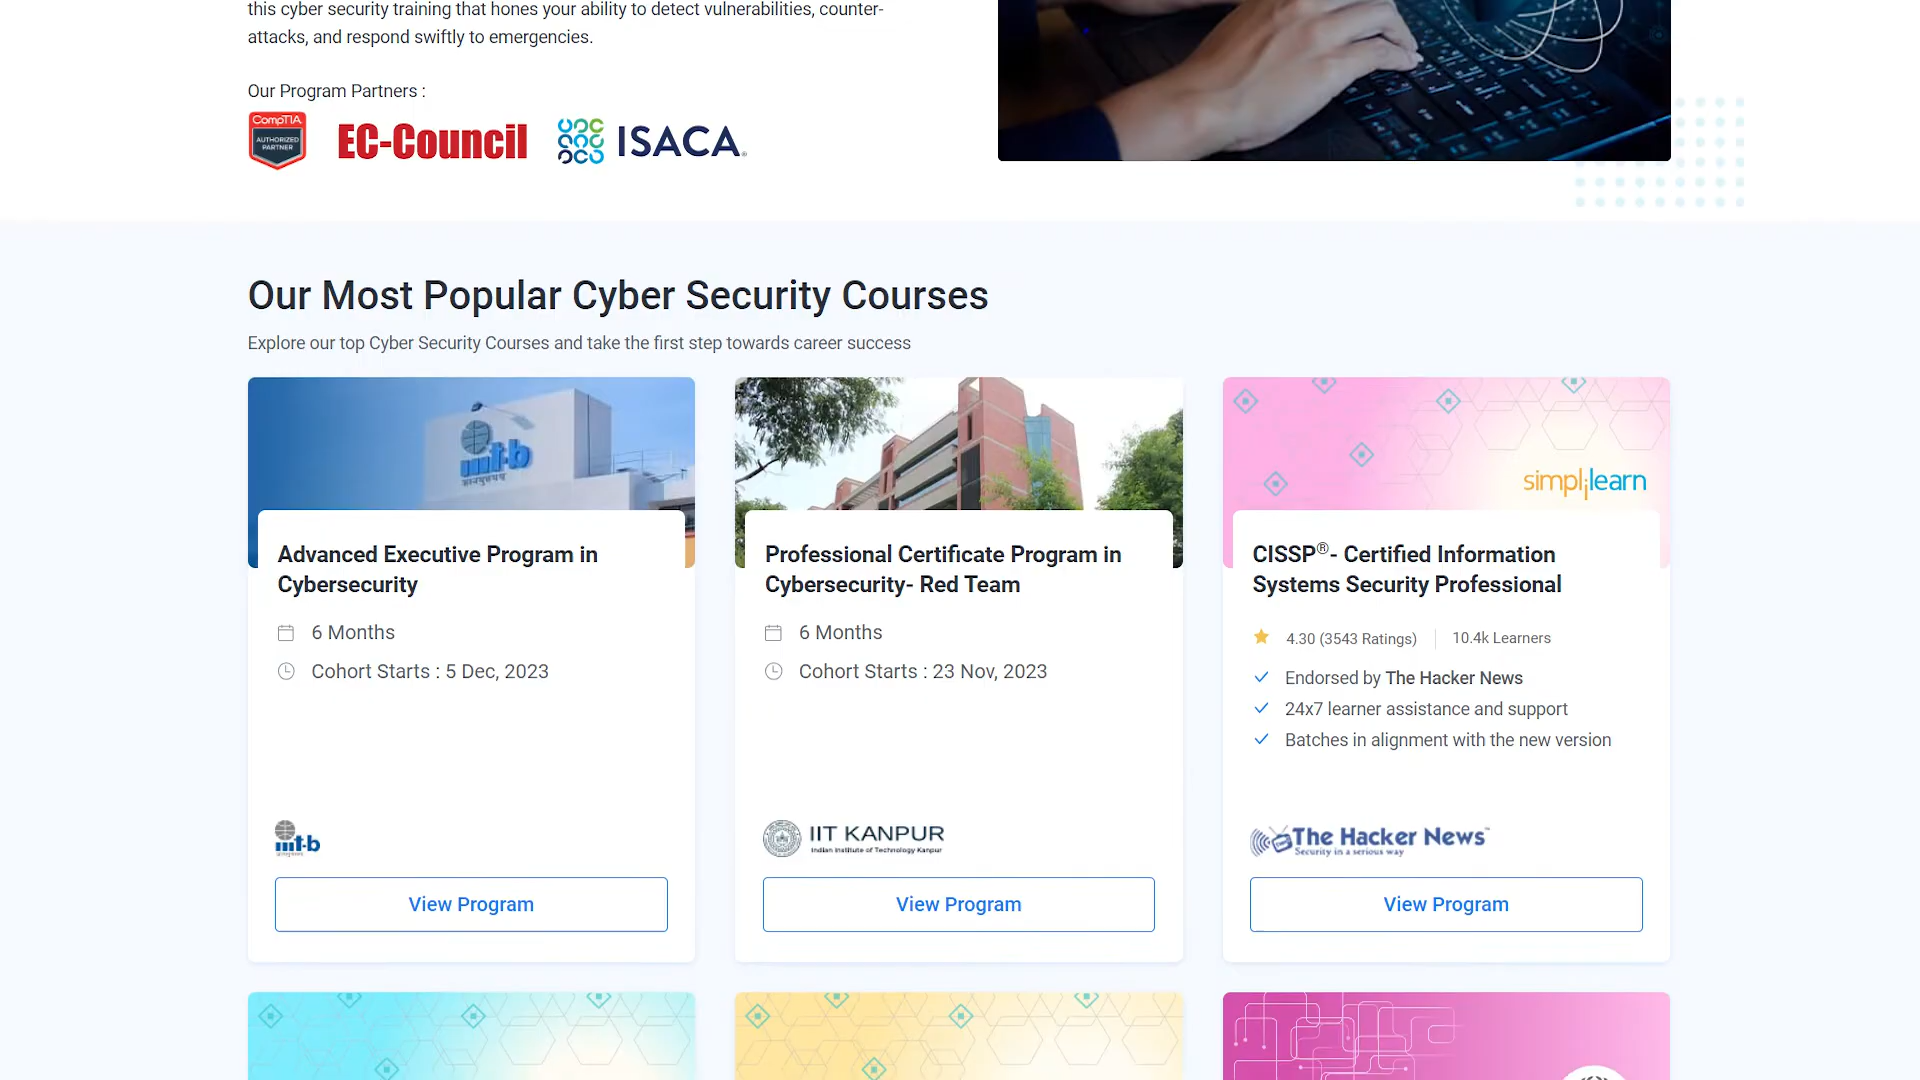 this cyber security training that hones your ability to detect vulnerabilities, counter-
attacks, and respond swiftly to emergencies.
Our Program Partners :
CompTIA
AUTHORIZED
PARTNER
EC-Council
ISACA®
Our Most Popular Cyber Security Courses
Explore our top Cyber Security Courses and take the first step towards career success
iiit-b
simplilearn
Advanced Executive Program in
Cybersecurity
6 Months
Cohort Starts : 5 Dec, 2023
iiit-b
View Program
Professional Certificate Program in
Cybersecurity- Red Team
6 Months
Cohort Starts : 23 Nov, 2023
IIT KANPUR
Indian Institute of Technology Kanpur
View Program
CISSP®- Certified Information
Systems Security Professional
4.30 (3543 Ratings)
10.4k Learners
Endorsed by The Hacker News
24x7 learner assistance and support
Batches in alignment with the new version
The Hacker News™
Security in a serious way
View Program